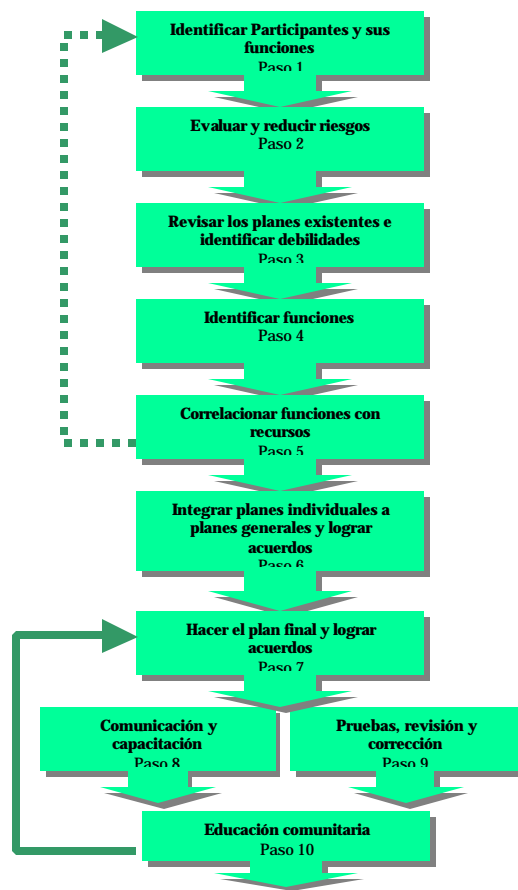 Identificar Participantes y sus
funciones
Paso 1
Evaluar y reducir riesgos
Paso 2
Revisar los planes existentes e
identificar debilidades
Paso 3
Identificar funciones
Paso 4
Correlacionar funciones con
recursos
Paso 5
Integrar planes individuales a
planes generales y lograr
acuerdos
Paso 6
Hacer el plan final y lograr
acuerdos
Paso 7
Comunicación y
capacitación
Paso 8
Pruebas, revisión y
corrección
Paso 9
Educación comunitaria
Paso 10